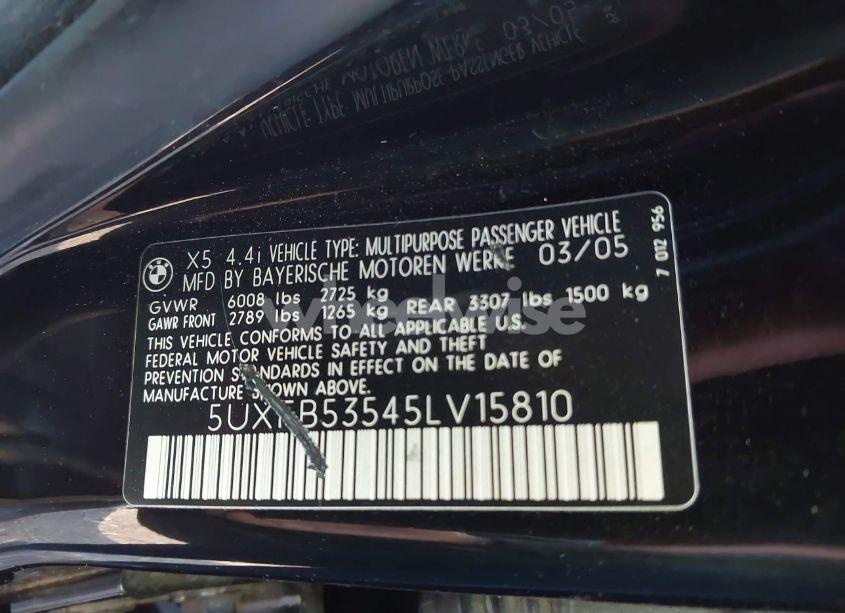 X5 4.4i VEHICLE TYPE: MULTIPURPOSE PASSENGER VEHICLE
MFD BY BAYERISCHE MOTOREN WERKE 03/05
GVWR 6008 lbs 2725 kg
GAWR FRONT 2789 lbs 1265 kg REAR 3307 lbs 1500 kg
THIS VEHICLE CONFORMS TO ALL APPLICABLE U.S.
FEDERAL MOTOR VEHICLE SAFETY AND THEFT
PREVENTION STANDARDS IN EFFECT ON THE DATE OF
MANUFACTURE SHOWN ABOVE.
7 012 956